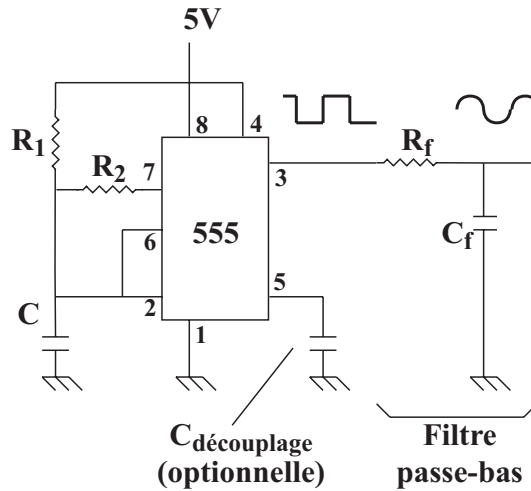 5V
8
4
R1
Rf
R2
7
3
6
555
Cf
5
C
2
1
Cdécouplage
(optionnelle)
Filtre
passe-bas